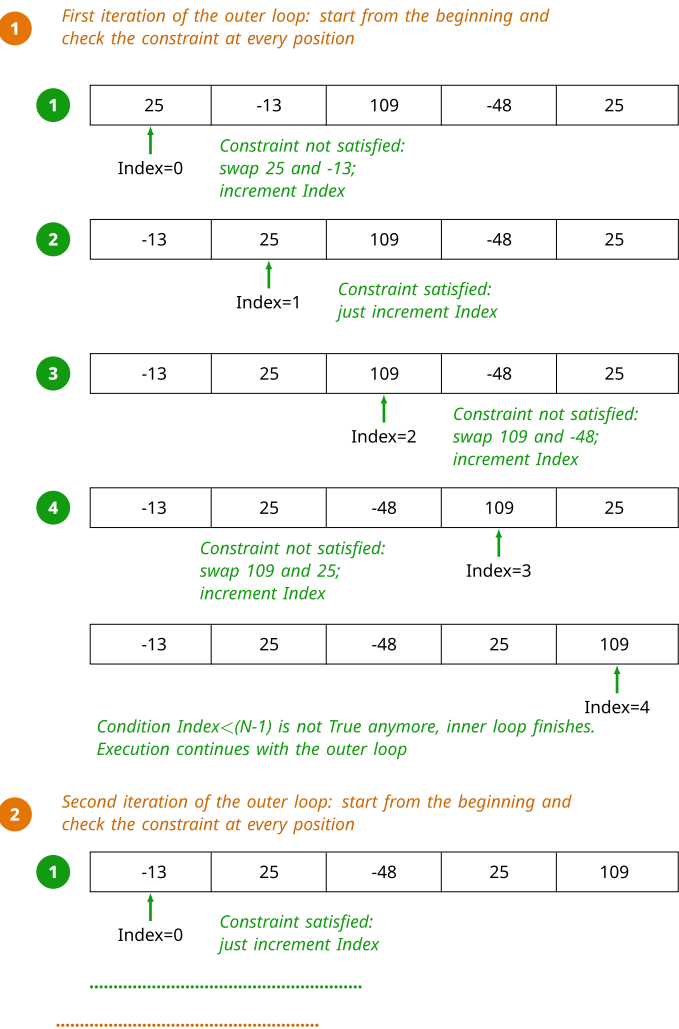 1
First iteration of the outer loop: start from the beginning and
check the constraint at every position
1
25 -13 109 -48 25
Index=0
Constraint not satisfied:
swap 25 and -13;
increment Index
2
-13 25 109 -48 25
Index=1
Constraint satisfied:
just increment Index
3
-13 25 109 -48 25
Index=2
Constraint not satisfied:
swap 109 and -48;
increment Index
4
-13 25 -48 109 25
Constraint not satisfied:
swap 109 and 25;
increment Index
Index=3
-13 25 -48 25 109
Index=4
Condition Index<(N-1) is not True anymore, inner loop finishes.
Execution continues with the outer loop
2
Second iteration of the outer loop: start from the beginning and
check the constraint at every position
1
-13 25 -48 25 109
Index=0
Constraint satisfied:
just increment Index